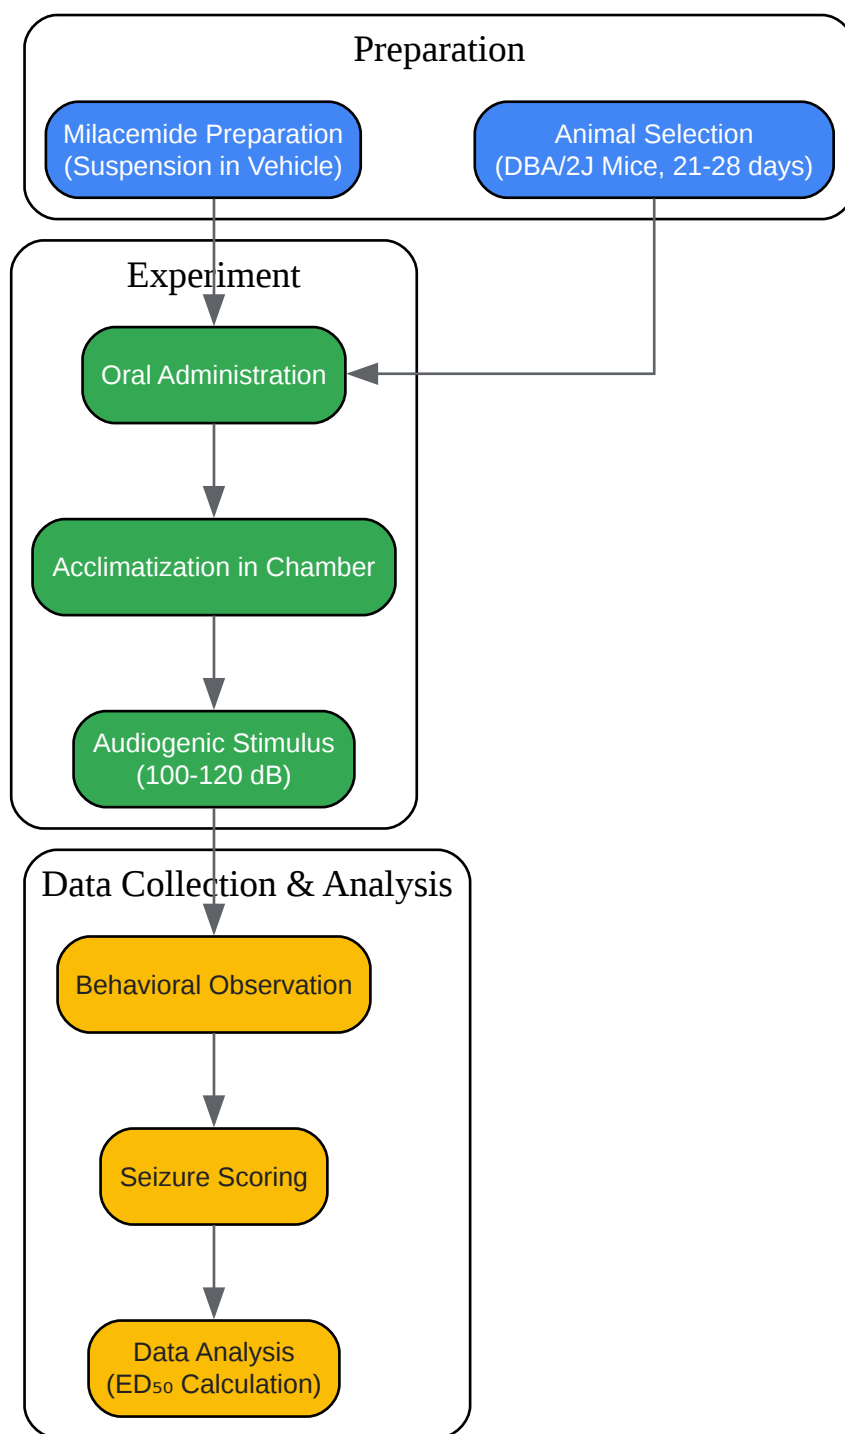 Preparation
Milacemide Preparation
(Suspension in Vehicle)
Animal Selection
(DBA/2J Mice, 21-28 days)
Experiment
Oral Administration
Acclimatization in Chamber
Audiogenic Stimulus
(100-120 dB)
Data Collection & Analysis
Behavioral Observation
Seizure Scoring
Data Analysis
(ED₅₀ Calculation)